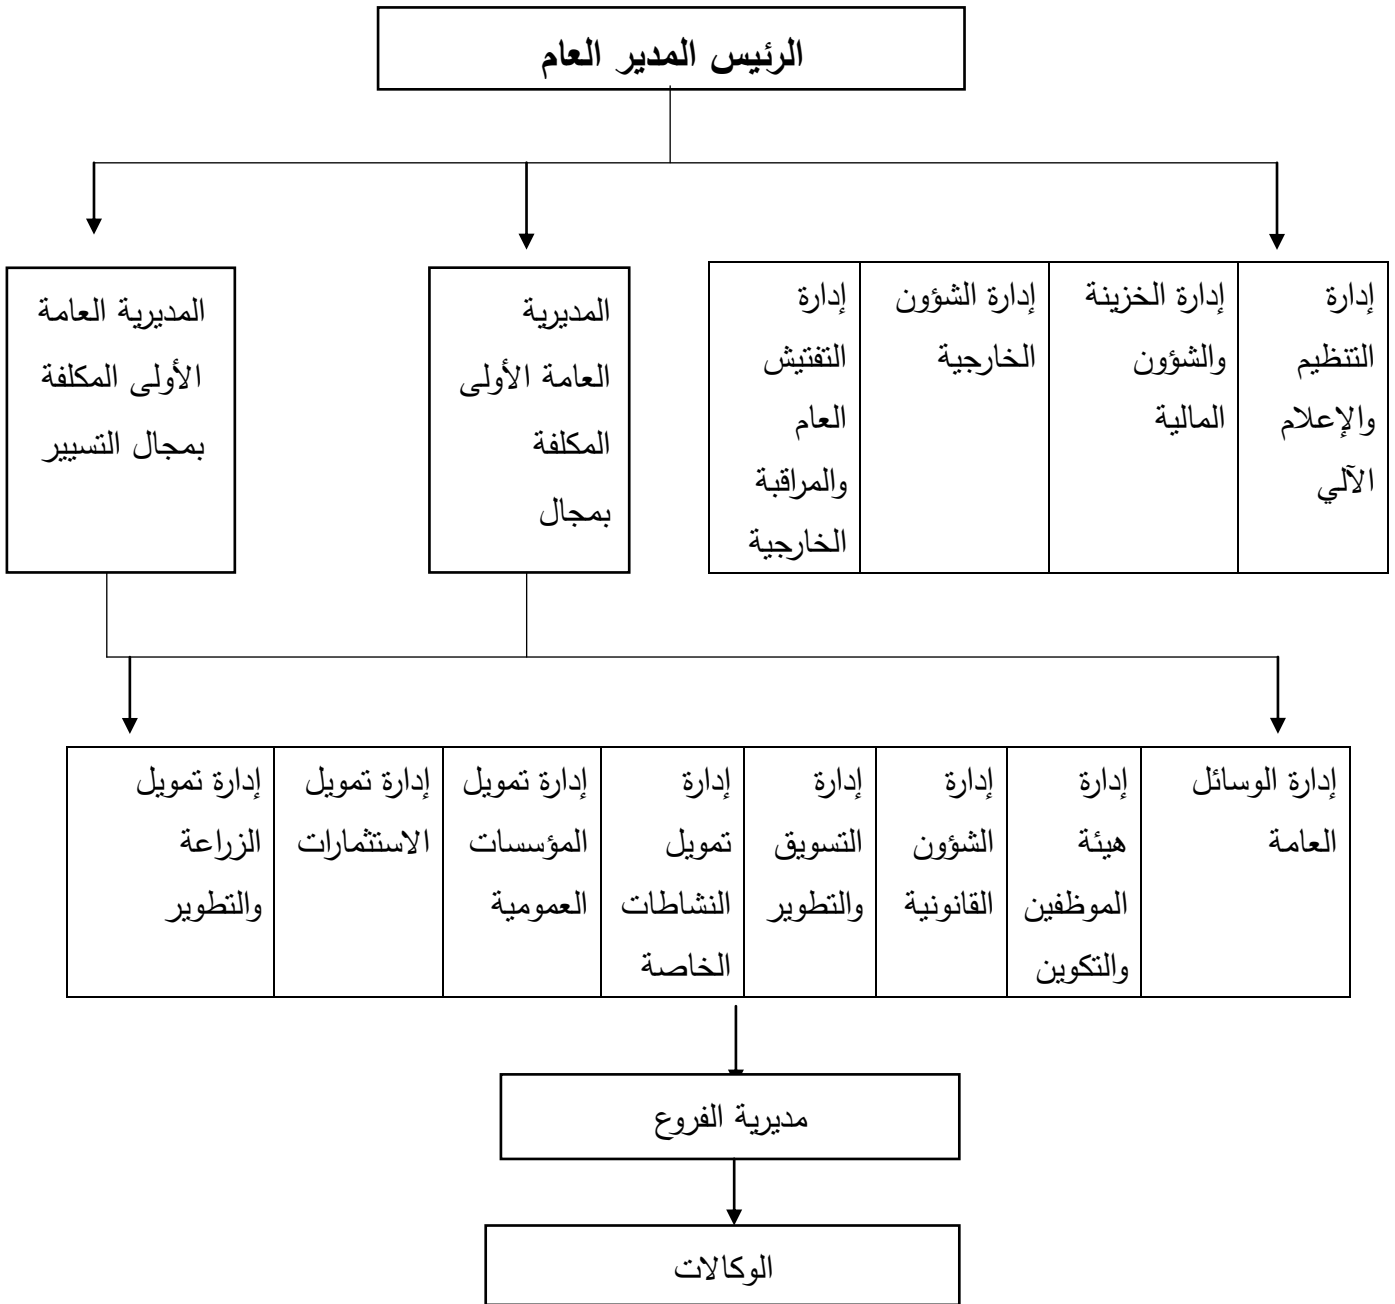 الرئيس المدير العام
إدارة
التنظيم
والإعلام
الآلي
إدارة الخزينة
والشؤون
المالية
إدارة الشؤون
الخارجية
إدارة
التفتيش
العام
والمراقبة
الخارجية
المديرية
العامة الأولى
المكلفة
بمجال
المديرية العامة
الأولى المكلفة
بمجال التسيير
إدارة الوسائل
العامة
إدارة
هيئة
الموظفين
والتكوين
إدارة
الشؤون
القانونية
إدارة
التسويق
والتطوير
إدارة
تمويل
النشاطات
الخاصة
إدارة تمويل
المؤسسات
العمومية
إدارة تمويل
الاستثمارات
إدارة تمويل
الزراعة
والتطوير
مديرية الفروع
الوكالات